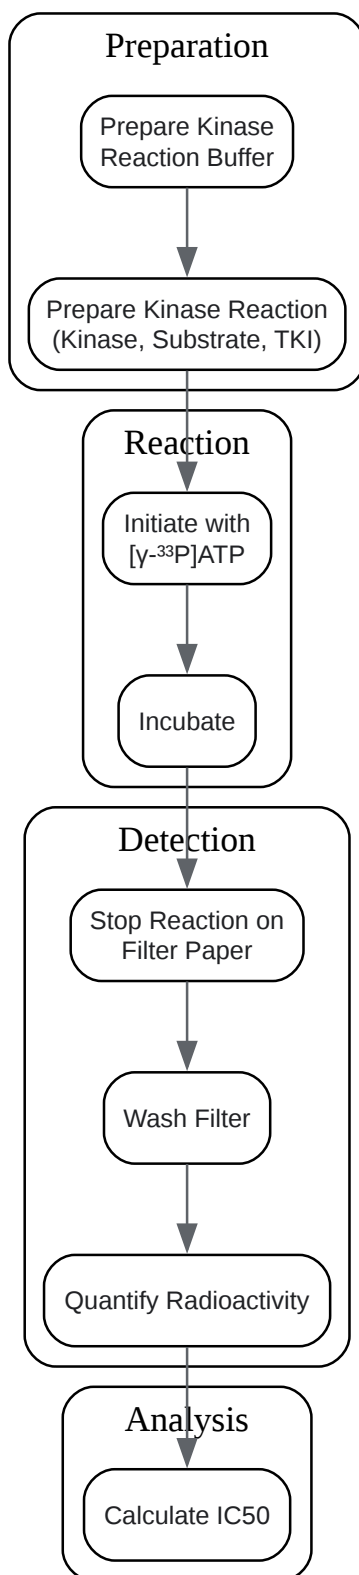 Preparation
Prepare Kinase
Reaction Buffer
Prepare Kinase Reaction
(Kinase, Substrate, TKI)
Reaction
Initiate with
[γ-³³P]ATP
Incubate
Detection
Stop Reaction on
Filter Paper
Wash Filter
Quantify Radioactivity
Analysis
Calculate IC50